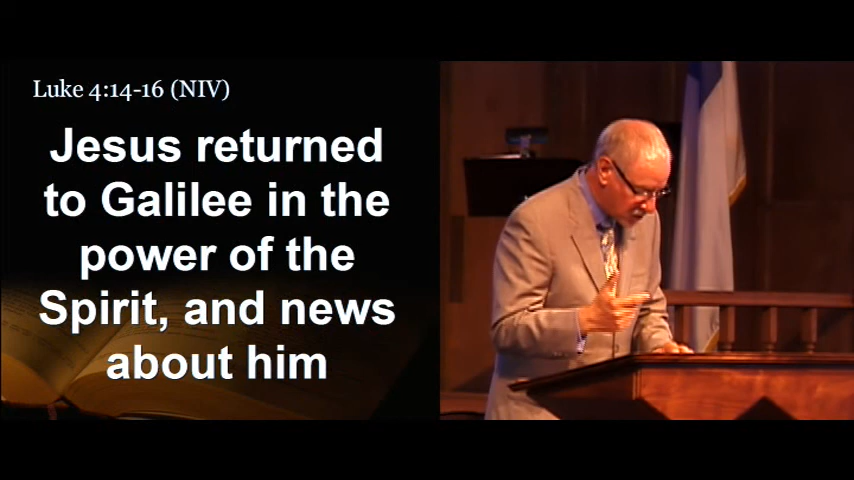 Luke 4:14-16 (NIV)
Jesus returned
to Galilee in the
power of the
Spirit, and news
about him